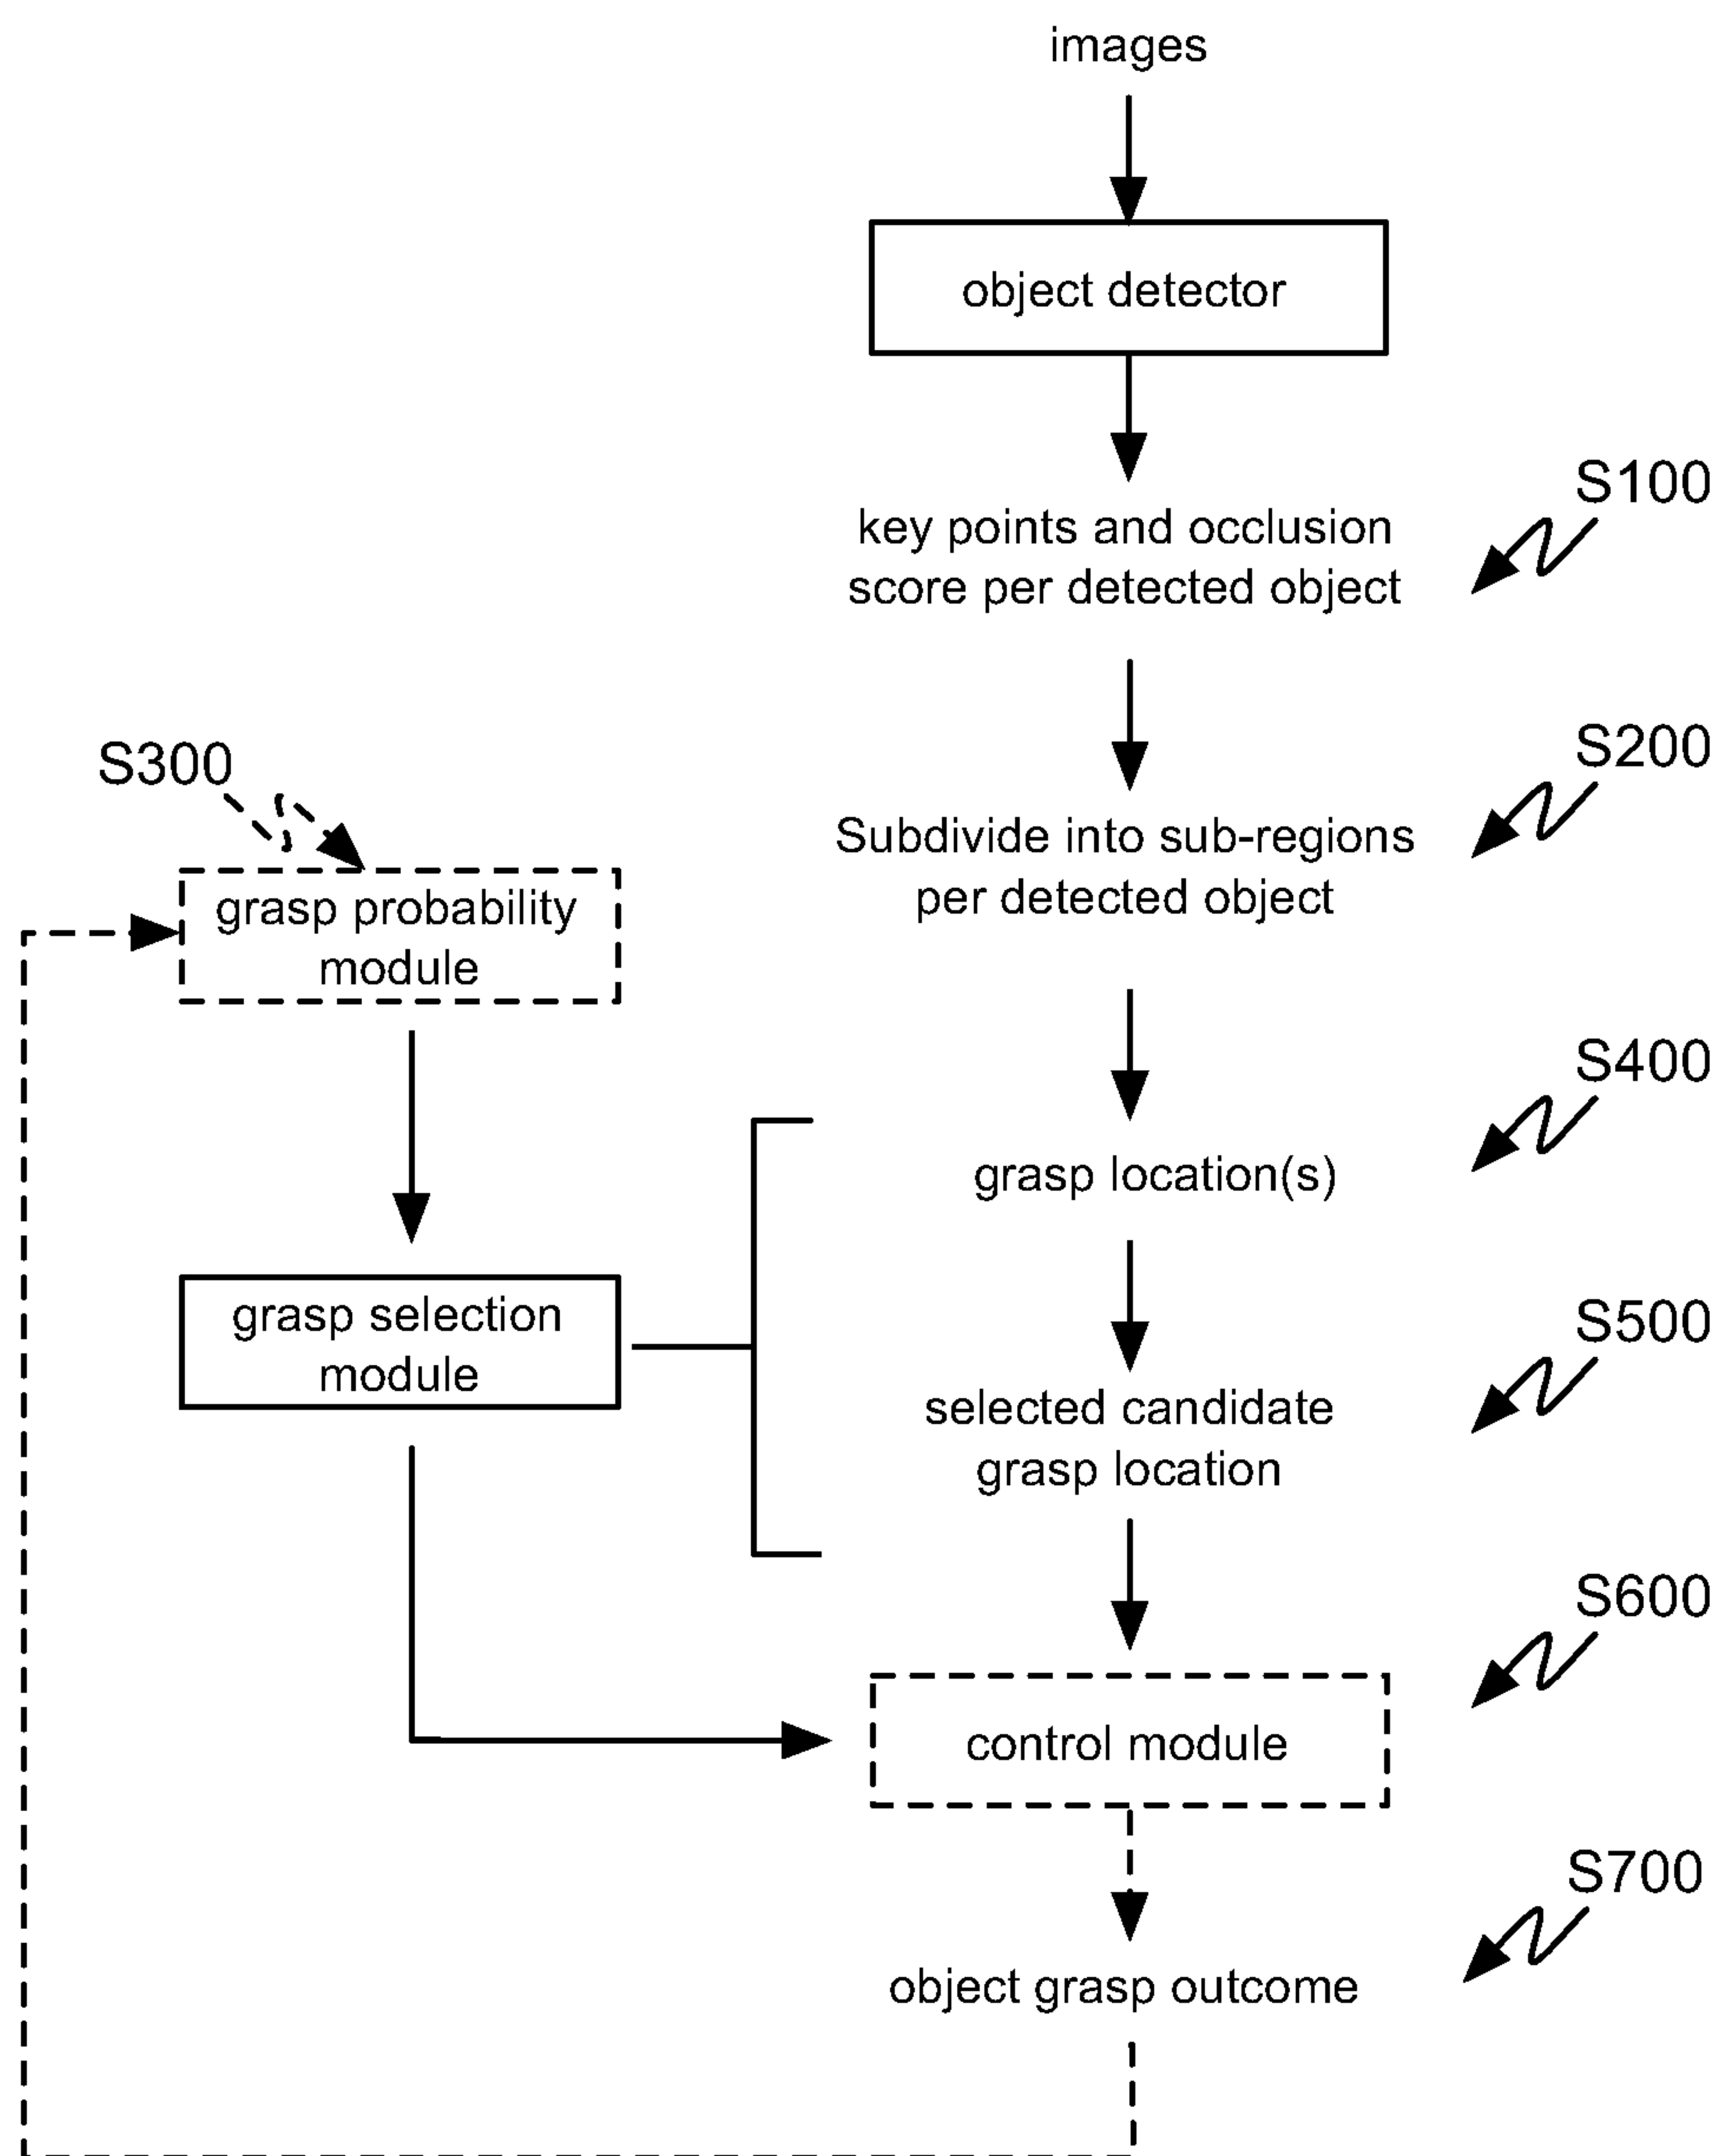 images
object detector
S100
key points and occlusion
score per detected object
S200
S300
Subdivide into sub-regions
per detected object
grasp probability
module
S400
grasp location(s)
grasp selection
module
S500
selected candidate
grasp location
S600
control module
S700
object grasp outcome